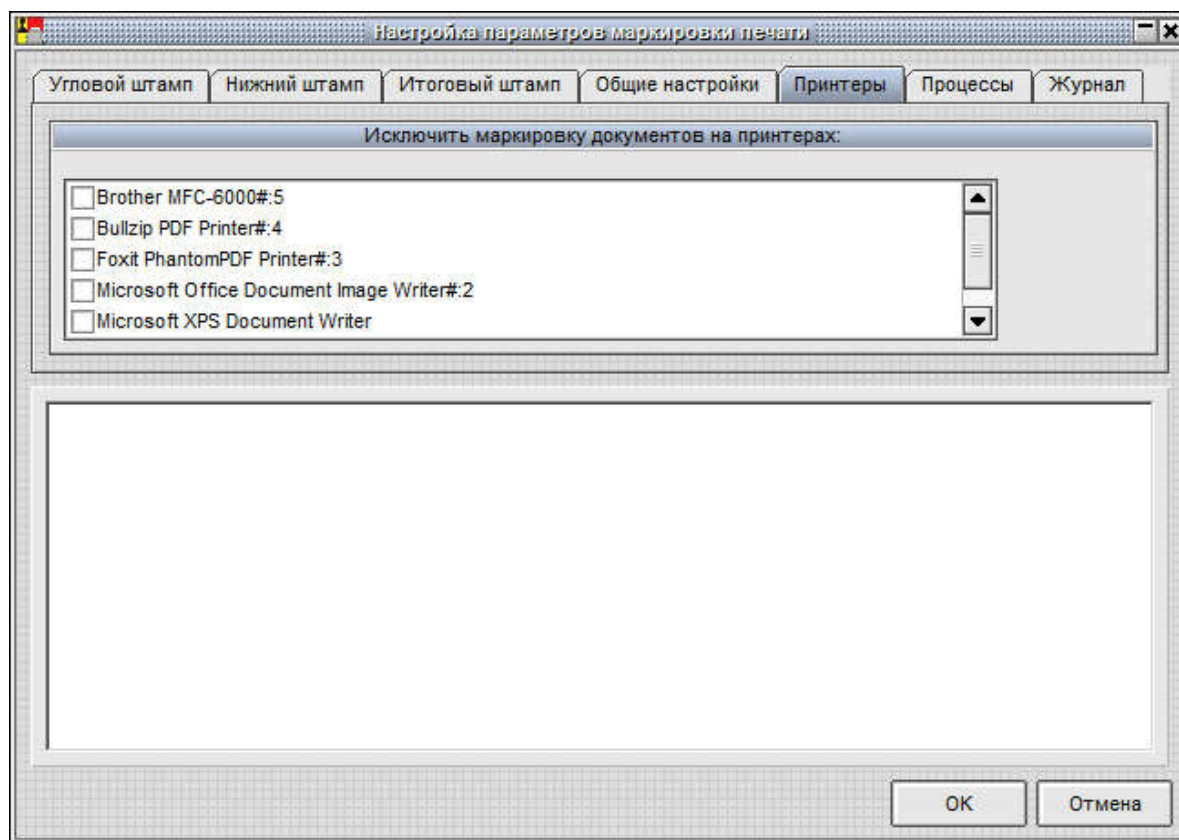 Настройка параметров маркировки печати
Угловой штамп Нижний штамп Итоговый штамп Общие настройки Принтеры Процессы Журнал
Исключить маркировку документов на принтерах:
Brother MFC-6000#:5
Bullzip PDF Printer#:4
Foxit PhantomPDF Printer#:3
Microsoft Office Document Image Writer#:2
Microsoft XPS Document Writer
OK Отмена